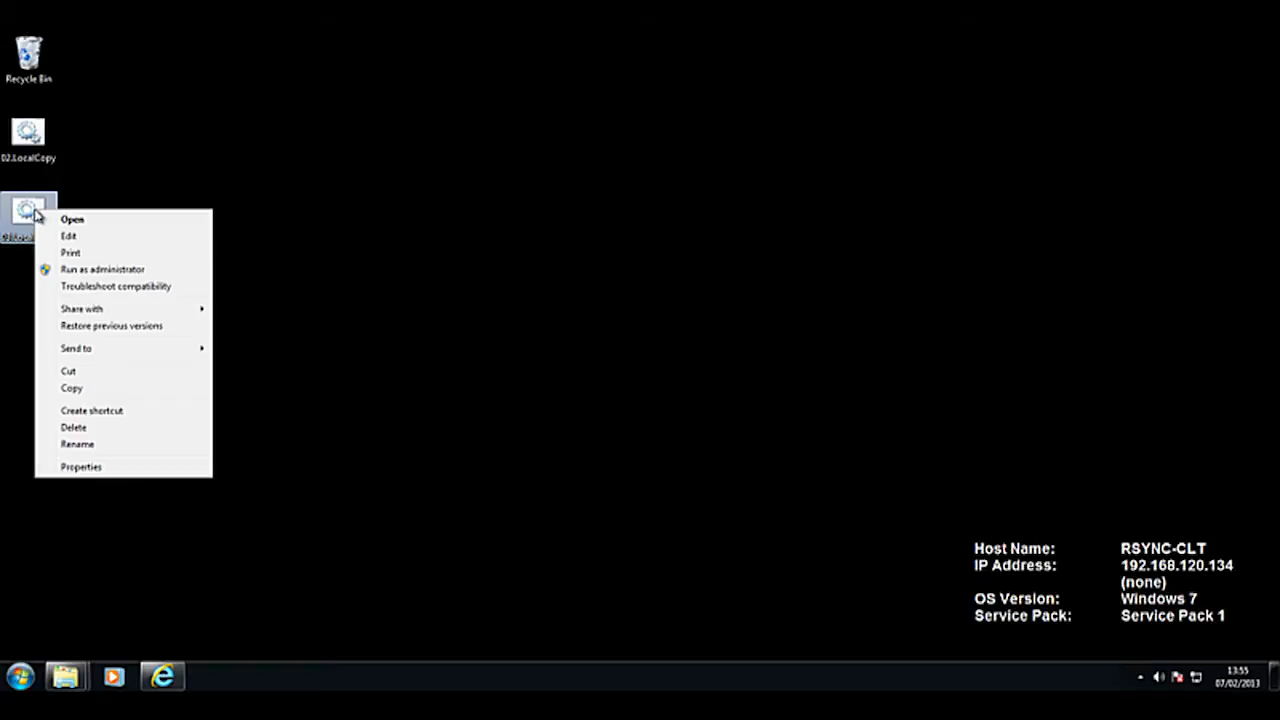 Recycle Bin
02.LocalCopy
Open
Edit
Print
Run as administrator
Troubleshoot compatibility
Share with
Restore previous versions
Send to
Cut
Copy
Create shortcut
Delete
Rename
Properties
Host Name: RSYNC-CLT
IP Address: 192.168.120.134
(none)
OS Version: Windows 7
Service Pack: Service Pack 1
13:55
07/02/2013